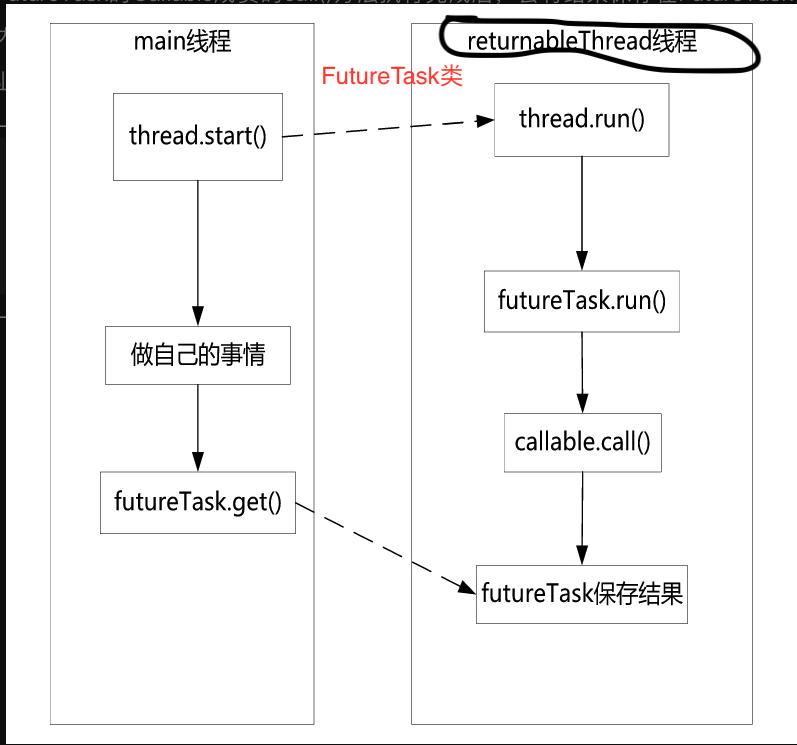 main线程
returnableThread线程
FutureTask类
thread.start()
thread.run()
futureTask.run()
做自己的事情
callable.call()
futureTask.get()
futureTask保存结果